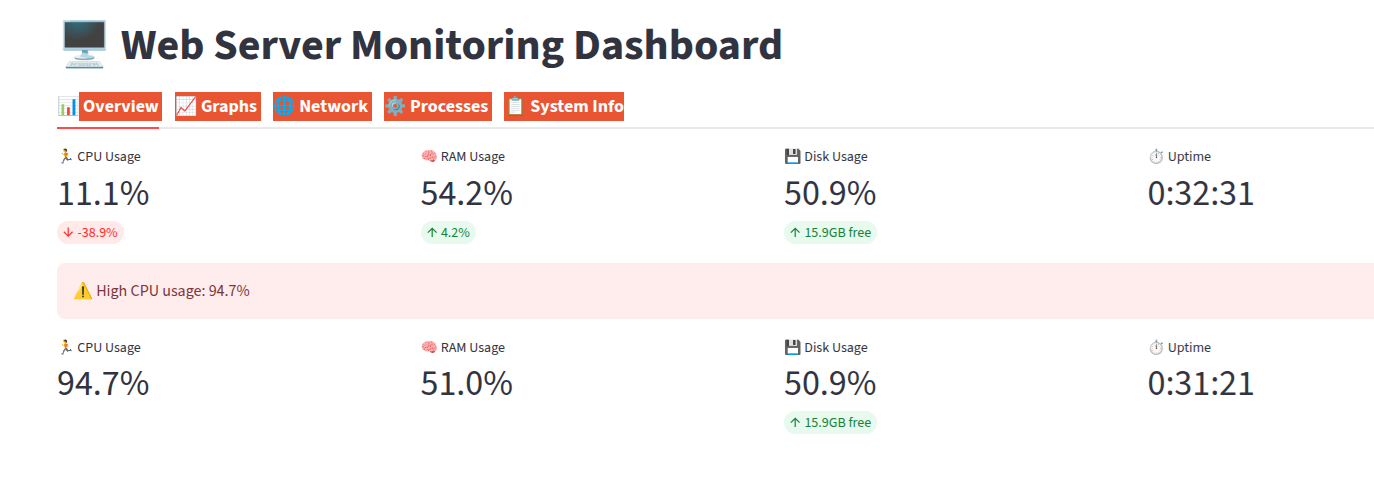 Web Server Monitoring Dashboard
Overview Graphs Network Processes System Info
CPU Usage RAM Usage Disk Usage Uptime
11.1% 54.2% 50.9% 0:32:31
↓ -38.9% ↑ 4.2% ↑ 15.9GB free
High CPU usage: 94.7%
CPU Usage RAM Usage Disk Usage Uptime
94.7% 51.0% 50.9% 0:31:21
↑ 15.9GB free